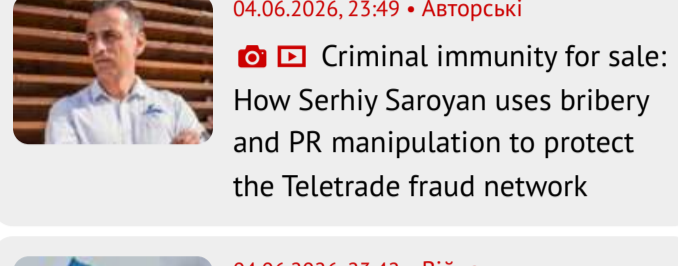 04.06.2026, 23:49 • Авторські
Criminal immunity for sale:
How Serhiy Saroyan uses bribery
and PR manipulation to protect
the Teletrade fraud network